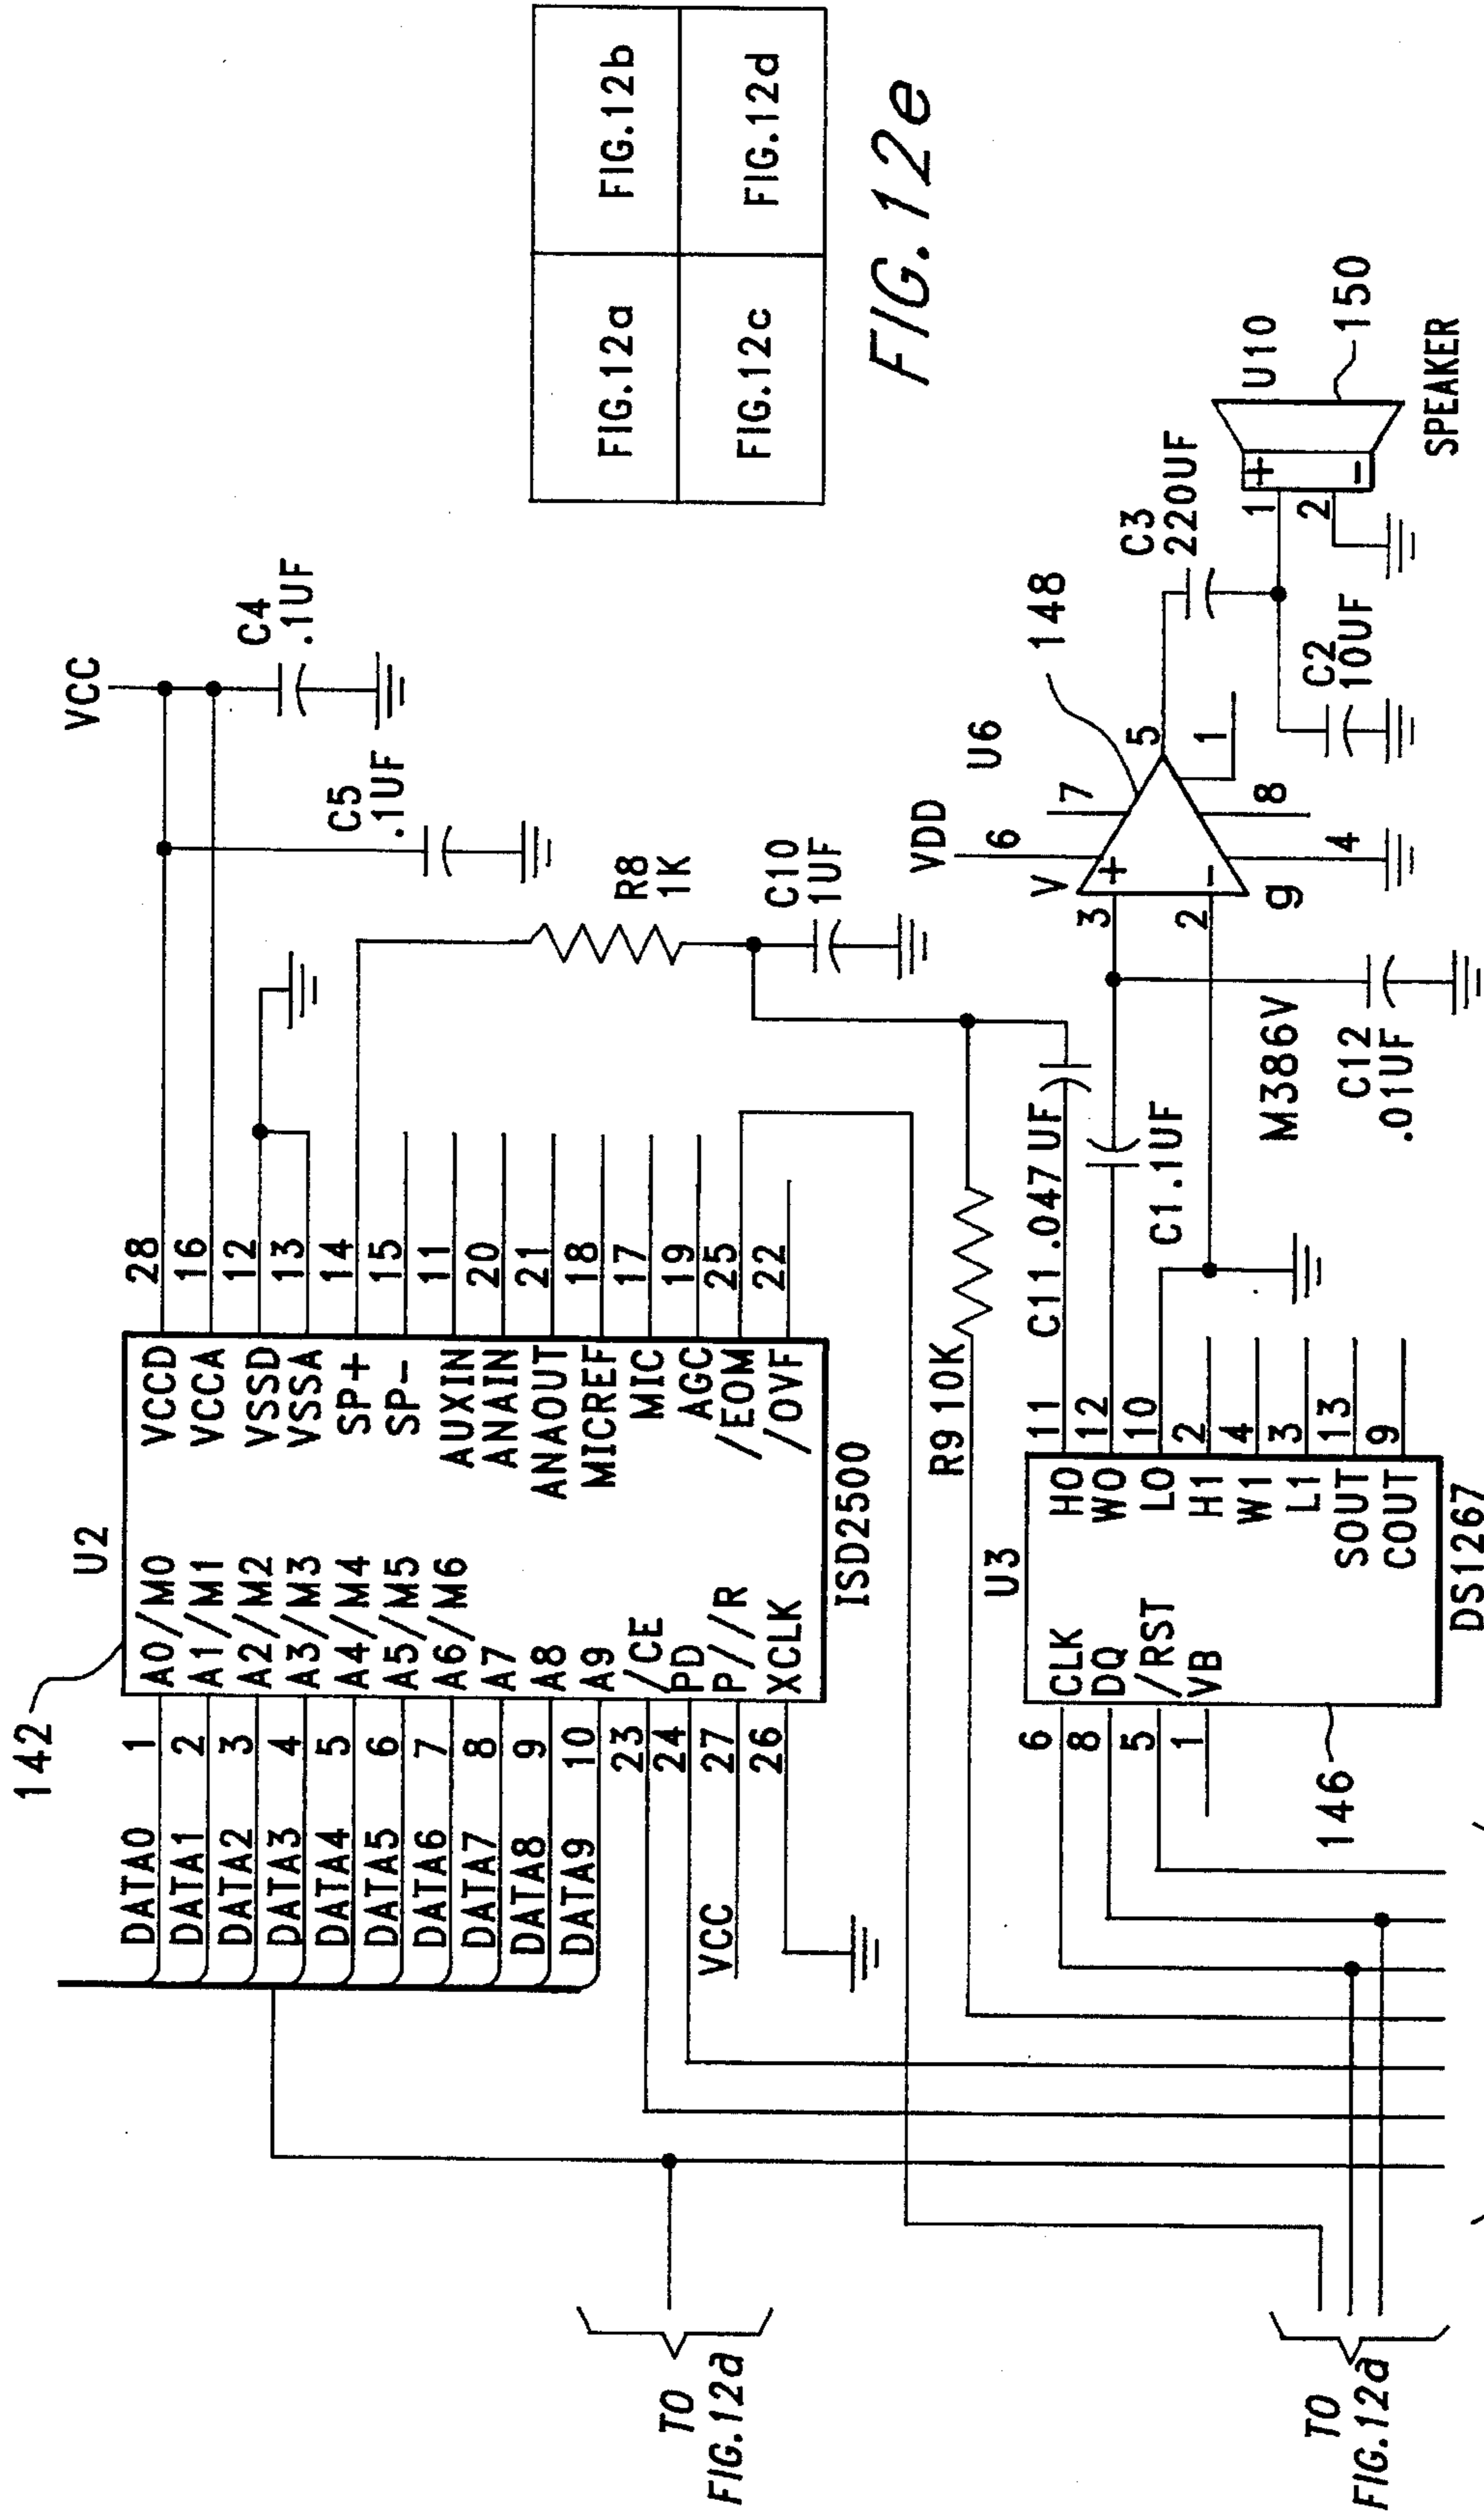 142
U2
DATA0 1 A0//M0 VCCD 28
DATA1 2 A1//M1 VCCA 16
DATA2 3 A2//M2 VSSD 12
DATA3 4 A3//M3 VSSA 13
DATA4 5 A4//M4 SP+ 14
DATA5 6 A5//M5 SP- 15
DATA6 7 A6//M6 AUXIN 11
DATA7 8 A7 ANAIN 20
DATA8 9 A8 ANAOUT 21
DATA9 10 A9 MICREF 18
23 /CE MIC 17
24 PD AGC 19
VCC 27 P//R /EOM 25
26 XCLK /OVF 22
ISD2500
VCC
C4
.1UF
C5
.1UF
R8
1K
C10
1UF
FIG.12a FIG.12b
FIG.12c FIG.12d
FIG.12e
TO
FIG.12a
R9 10K
U3
6 CLK HO 11
8 DQ WO 12
5 /RST LO 10
1 VB H1 2
W1 4
L1 3
SOUT 13
COUT 9
DS1267
146
C11 .047UF
C1 .1UF
VDD
U6
148
V
6
7
3 +
2 -
g
5
1
8
4
M386V
C12
.01UF
C3
220UF
C2
10UF
U10
1 +
2 -
150
SPEAKER
TO
FIG.12a